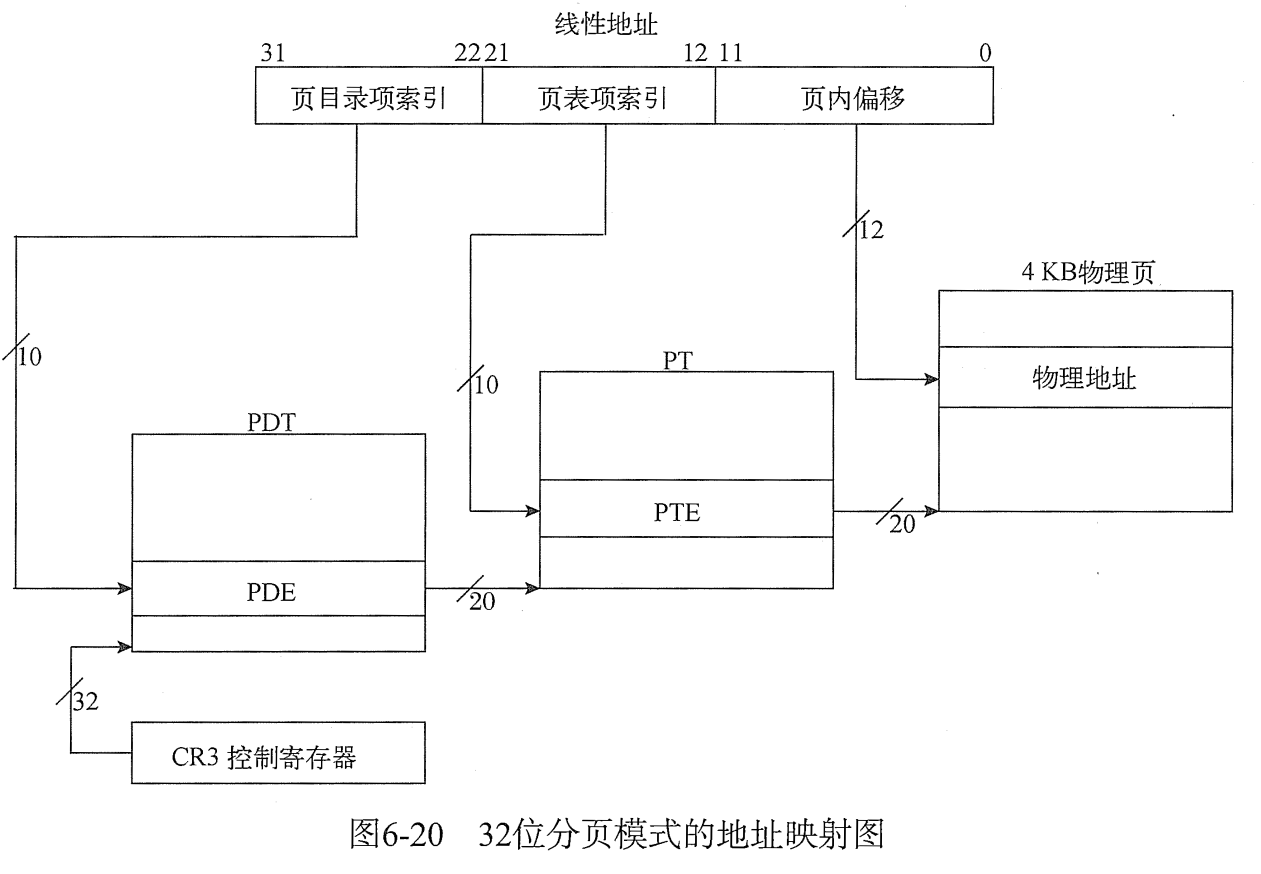 线性地址
31 22 21 12 11 0
页目录项索引 页表项索引 页内偏移
12
4 KB物理页
10
PT
10
物理地址
PDT
PTE
20
PDE
20
32
CR3 控制寄存器
图6-20 32位分页模式的地址映射图